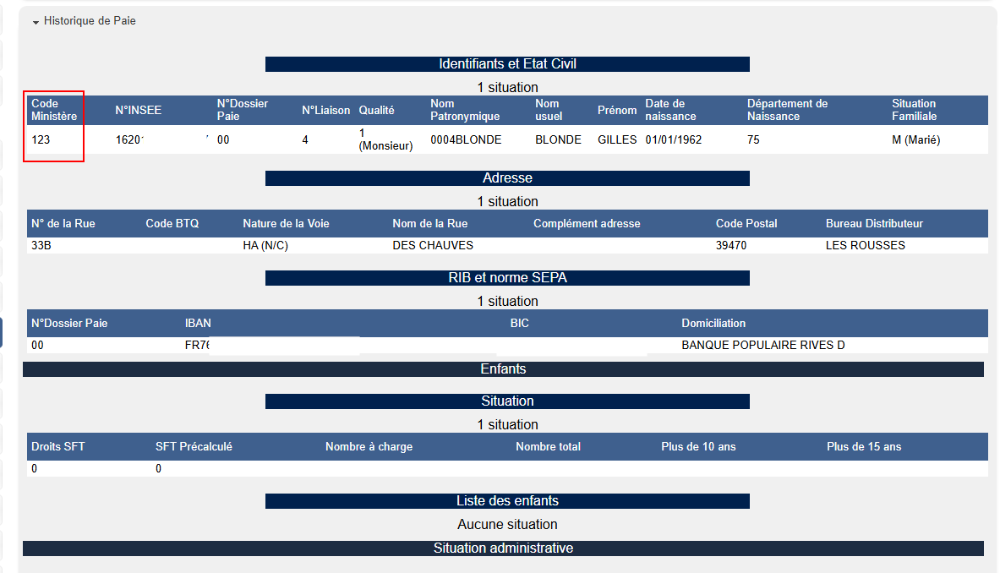 Historique de Paie
Identifiants et Etat Civil
1 situation
Code Ministère N°INSEE N°Dossier Paie N°Liaison Qualité Nom Patronymique Nom usuel Prénom Date de naissance Département de Naissance Situation Familiale
123 1620 00 4 1 (Monsieur) 0004BLONDE BLONDE GILLES 01/01/1962 75 M (Marié)
Adresse
1 situation
N° de la Rue Code BTQ Nature de la Voie Nom de la Rue Complément adresse Code Postal Bureau Distributeur
33B HA (N/C) DES CHAUVES 39470 LES ROUSSES
RIB et norme SEPA
1 situation
N°Dossier Paie IBAN BIC Domiciliation
00 FR76 BANQUE POPULAIRE RIVES D
Enfants
Situation
1 situation
Droits SFT SFT Précalculé Nombre à charge Nombre total Plus de 10 ans Plus de 15 ans
0 0
Liste des enfants
Aucune situation
Situation administrative